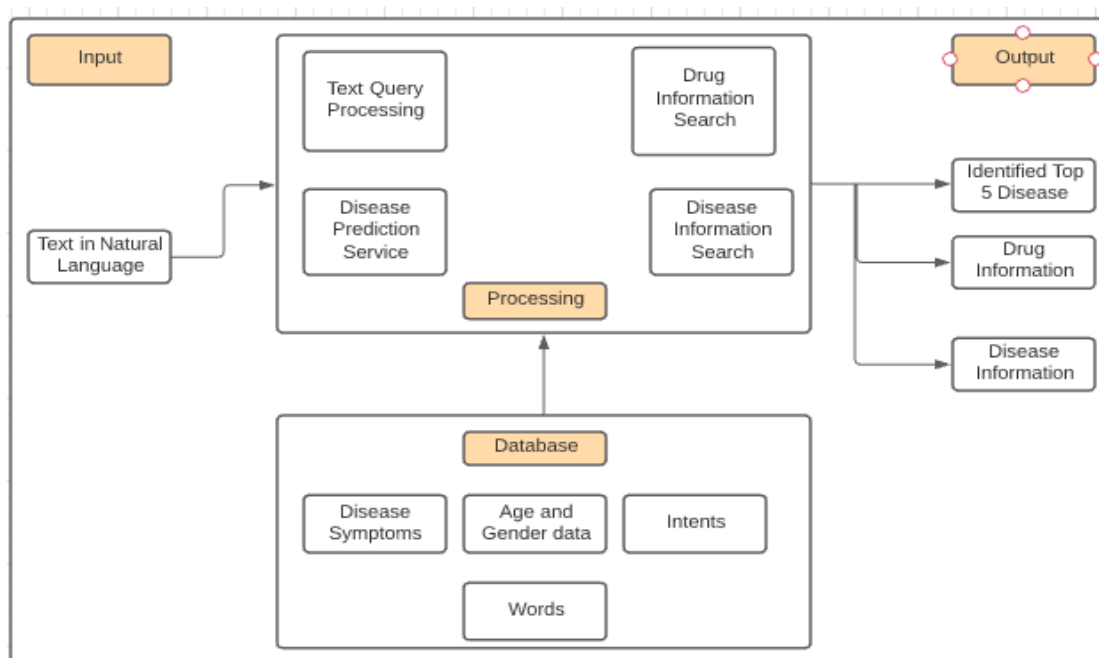 Input
Text Query
Processing
Drug
Information
Search
Output
Identified Top
5 Disease
Text in Natural
Language
Disease
Prediction
Service
Disease
Information
Search
Drug
Information
Processing
Disease
Information
Database
Disease
Symptoms
Age and
Gender data
Intents
Words